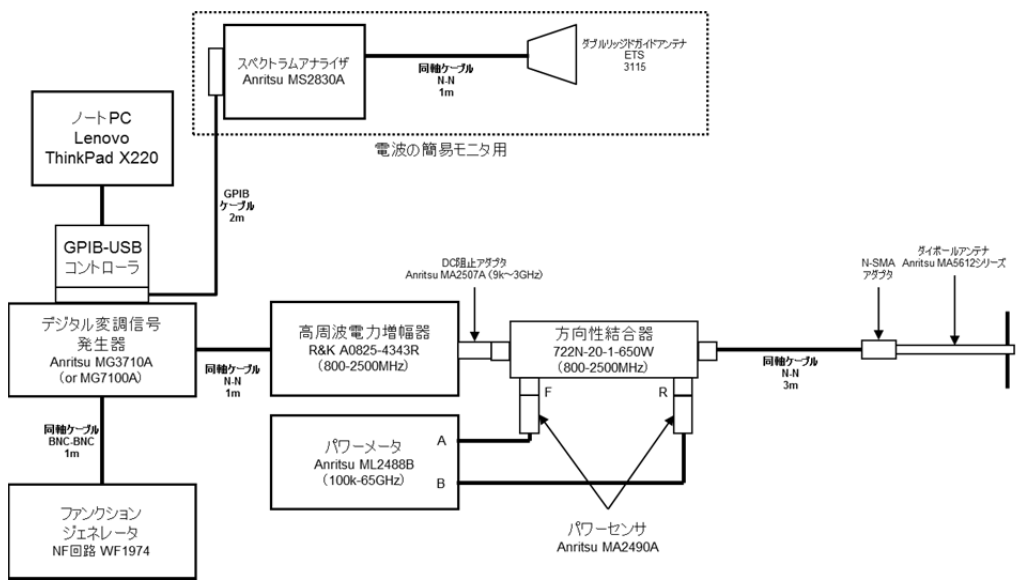 スペクトラムアナライザ
Anritsu MS2830A
同軸ケーブル
N-N
1m
ダブルリッジドガイドアンテナ
ETS
3115
電波の簡易モニタ用
ノートPC
Lenovo
ThinkPad X220
GPIB
ケーブル
2m
GPIB-USB
コントローラ
デジタル変調信号
発生器
Anritsu MG3710A
(or MG7100A)
同軸ケーブル
N-N
1m
高周波電力増幅器
R&K A0825-4343R
(800-2500MHz)
DC阻止アダプタ
Anritsu MA2507A (9k～3GHz)
方向性結合器
722N-20-1-650W
(800-2500MHz)
F
R
同軸ケーブル
N-N
3m
N-SMA
アダプタ
ダイポールアンテナ
Anritsu MA5612シリーズ
同軸ケーブル
BNC-BNC
1m
パワーメータ
Anritsu ML2488B
(100k-65GHz)
A
B
パワーセンサ
Anritsu MA2490A
ファンクション
ジェネレータ
NF回路 WF1974